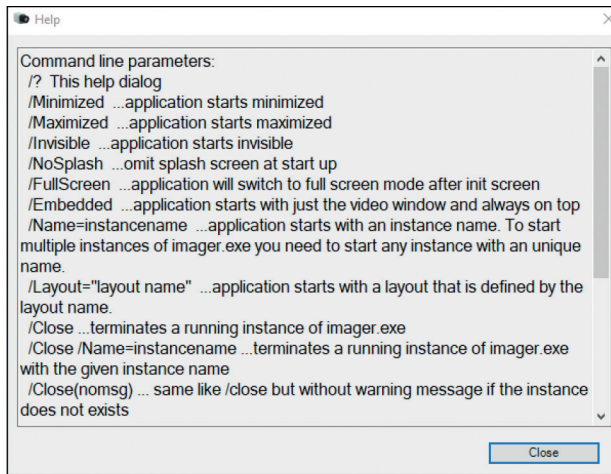 Help
Command line parameters:
/? This help dialog
/Minimized ...application starts minimized
/Maximized ...application starts maximized
/Invisible ...application starts invisible
/NoSplash ...omit splash screen at start up
/FullScreen ...application will switch to full screen mode after init screen
/Embedded ...application starts with just the video window and always on top
/Name=instancename ...application starts with an instance name. To start
multiple instances of imager.exe you need to start any instance with an unique
name.
/Layout="layout name" ...application starts with a layout that is defined by the
layout name.
/Close ...terminates a running instance of imager.exe
/Close /Name=instancename ...terminates a running instance of imager.exe
with the given instance name
/Close(nomsg) ... same like /close but without warning message if the instance
does not exists
Close